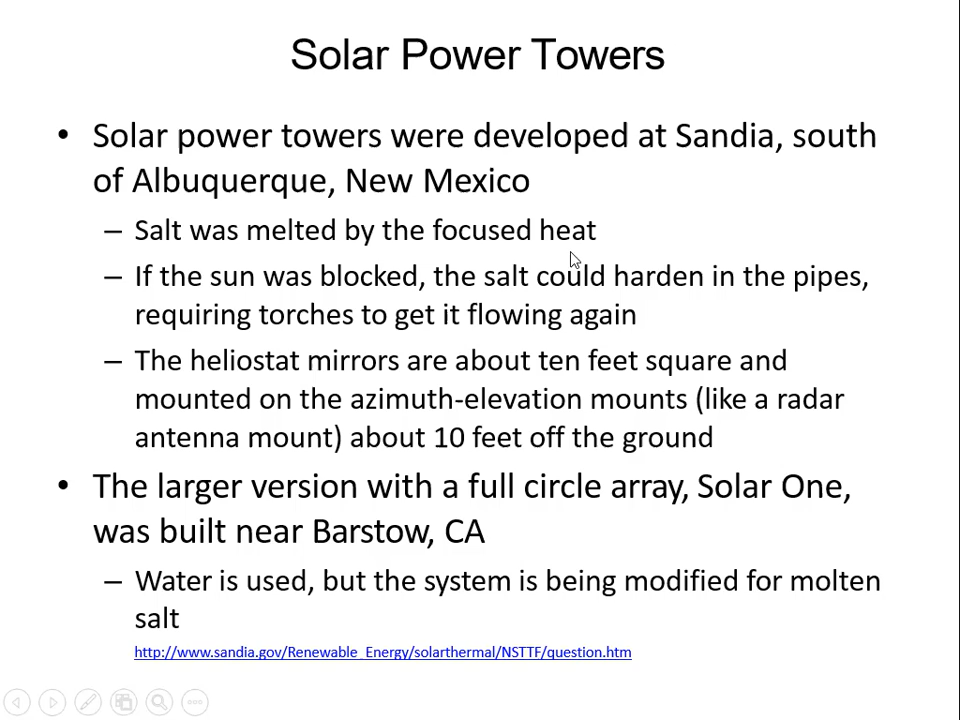 Solar Power Towers
• Solar power towers were developed at Sandia, south
of Albuquerque, New Mexico
– Salt was melted by the focused heat
– If the sun was blocked, the salt could harden in the pipes,
requiring torches to get it flowing again
– The heliostat mirrors are about ten feet square and
mounted on the azimuth-elevation mounts (like a radar
antenna mount) about 10 feet off the ground
• The larger version with a full circle array, Solar One,
was built near Barstow, CA
– Water is used, but the system is being modified for molten
salt
http://www.sandia.gov/Renewable_Energy/solarthermal/NSTTF/question.htm